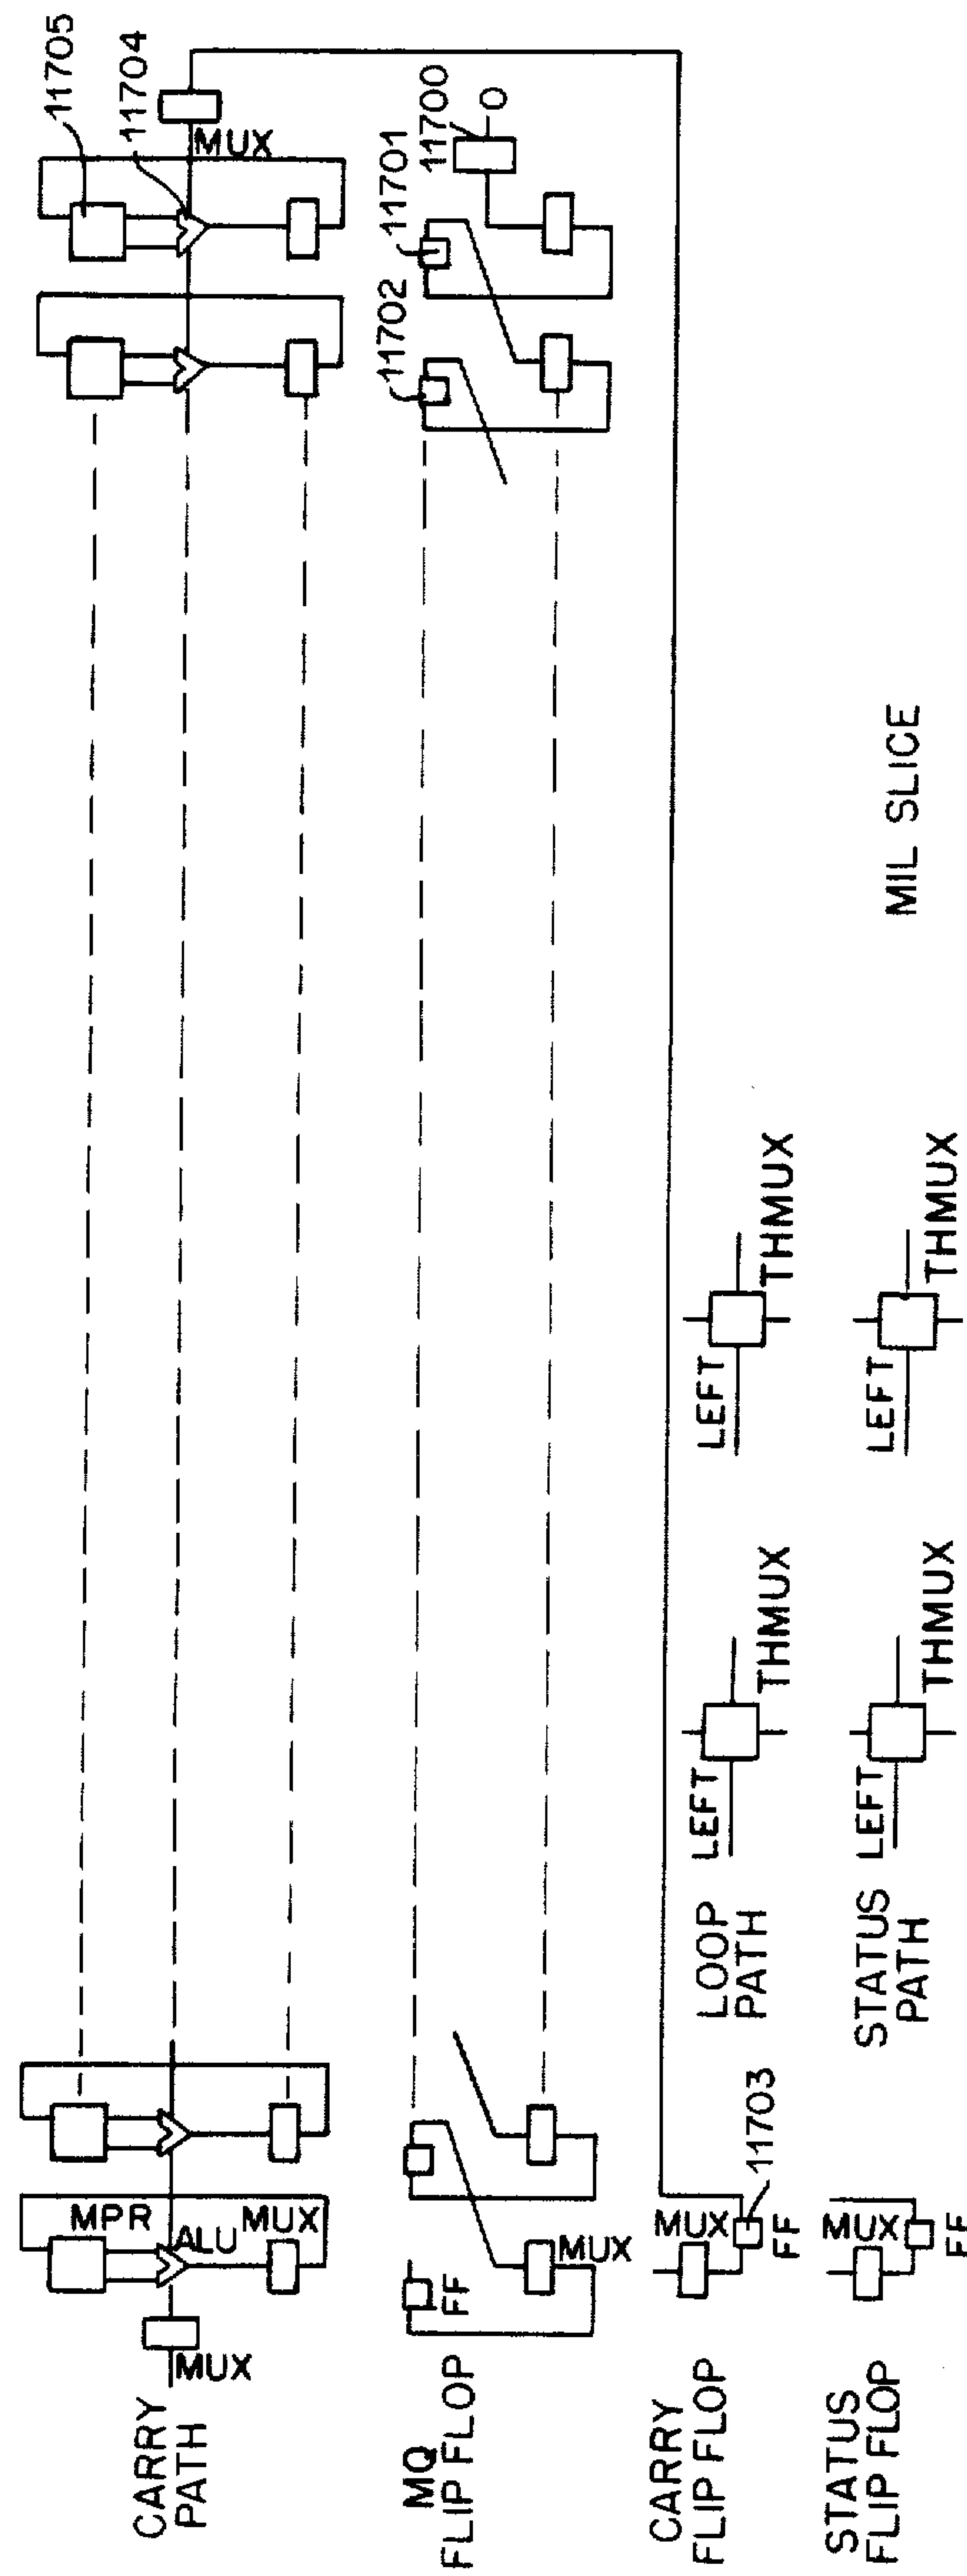 11705
11704
MUX
11700
O
11701
11702
CARRY
PATH
MUX
MPR
ALU
MUX
MQ
FLIP FLOP
FF
MUX
CARRY
FLIP FLOP
MUX
FF
11703
LOOP
PATH
LEFT
THMUX
LEFT
THMUX
STATUS
FLIP FLOP
MUX
FF
STATUS
PATH
LEFT
THMUX
LEFT
THMUX
MIL SLICE